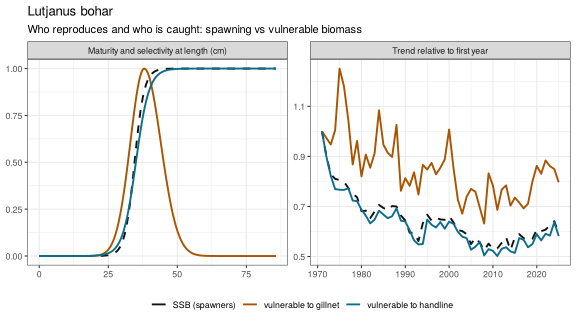 Lutjanus bohar
Who reproduces and who is caught: spawning vs vulnerable biomass
Maturity and selectivity at length (cm)
Trend relative to first year
1.00
0.75
0.50
0.25
0.00
0
25
50
75
1.1
0.9
0.7
0.5
1970
1980
1990
2000
2010
2020
SSB (spawners)
vulnerable to gillnet
vulnerable to handline